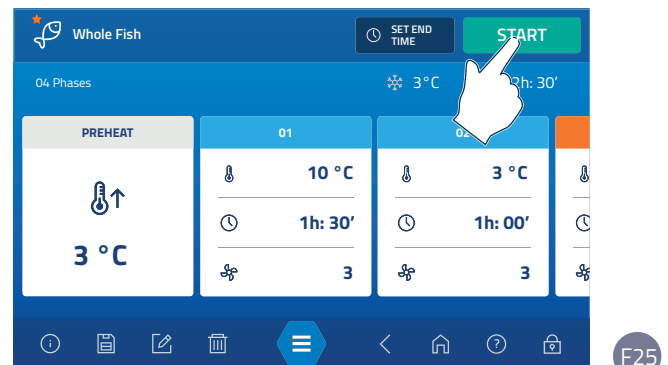 Whole Fish
SET END
TIME
START
04 Phases
3°C
h: 30’
PREHEAT
01
10 °C
3 °C
1h: 30’
1h: 00’
3 °C
3
3
?
F25